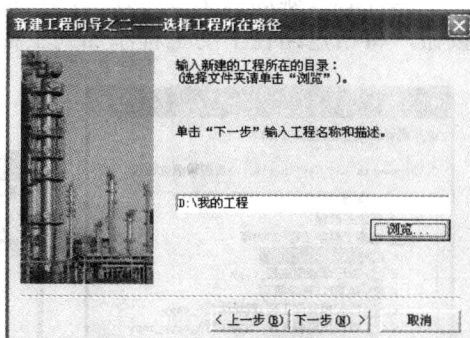 新建工程向导之二——选择工程所在路径
输入新建的工程所在的目录：
(选择文件夹请单击“浏览”)。
单击“下一步”输入工程名称和描述。
D:\我的工程
浏览...
<上一步(B) 下一步(N)> 取消